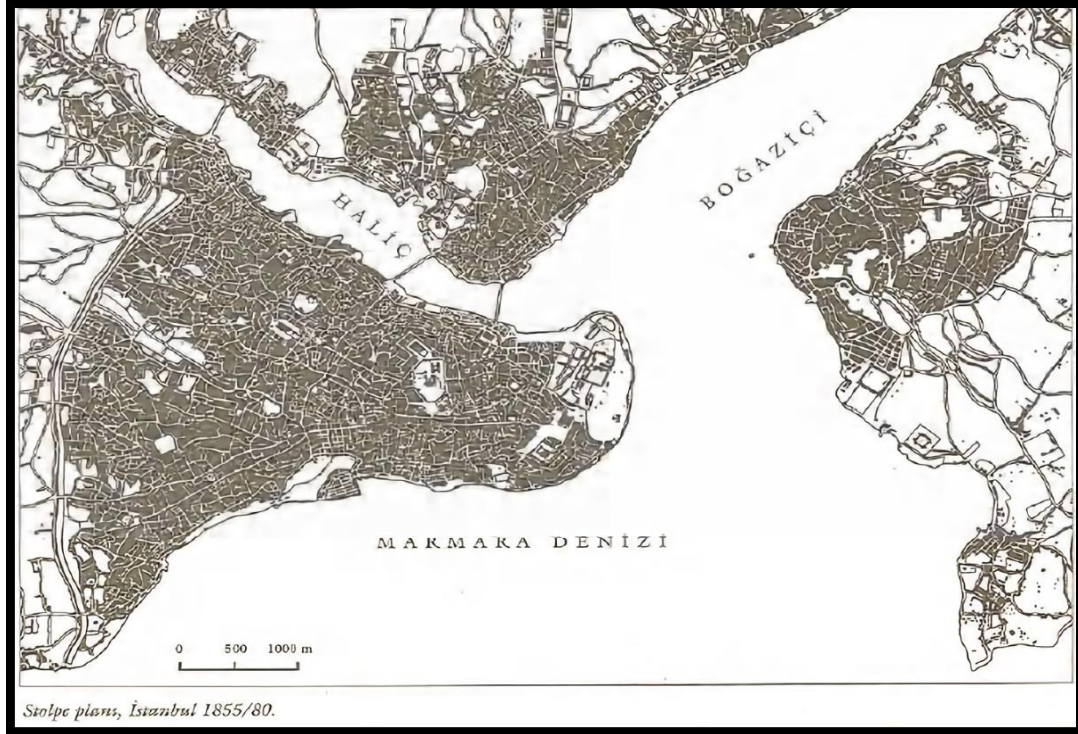 HALİÇ
BOĞAZİÇİ
MARMARA DENİZİ
0 500 1000 m
Stolpe planı, İstanbul 1855/80.